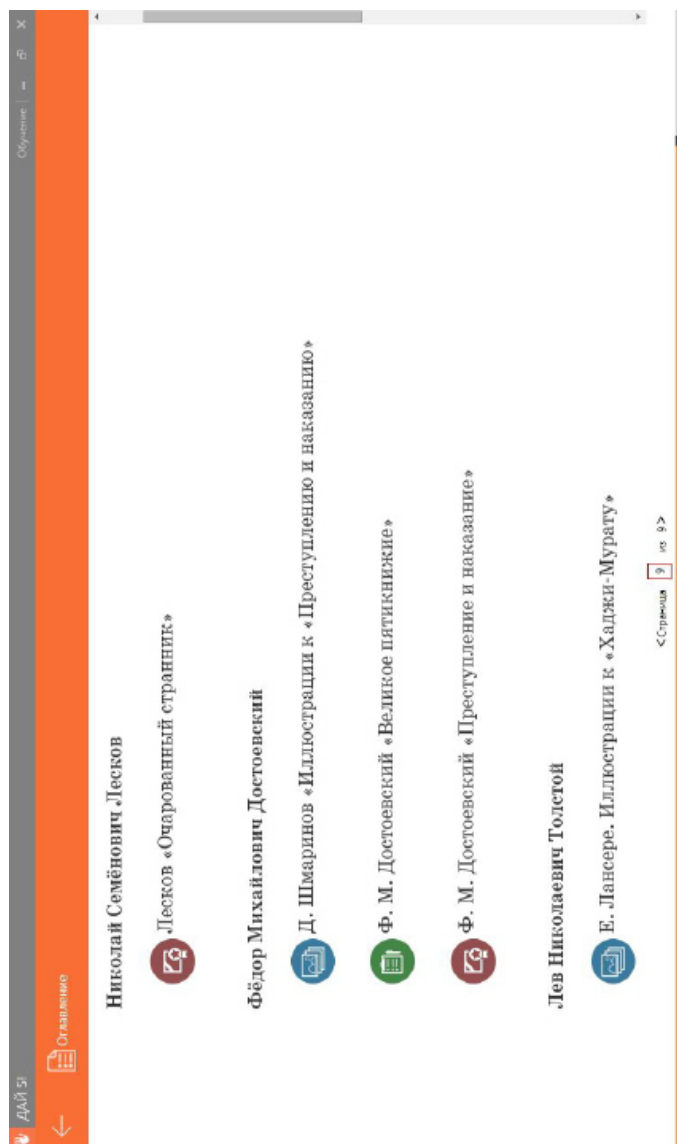 ДАЙ 5!
Обучение
Оглавление
Николай Семёнович Лесков
Лесков «Очарованный странник»
Фёдор Михайлович Достоевский
Д. Шмаринов «Иллюстрации к «Преступлению и наказанию»
Ф. М. Достоевский «Великое пятикнижие»
Ф. М. Достоевский «Преступление и наказание»
Лев Николаевич Толстой
Е. Лансере. Иллюстрации к «Хаджи-Мурату»
< Страница 9 из 9 >